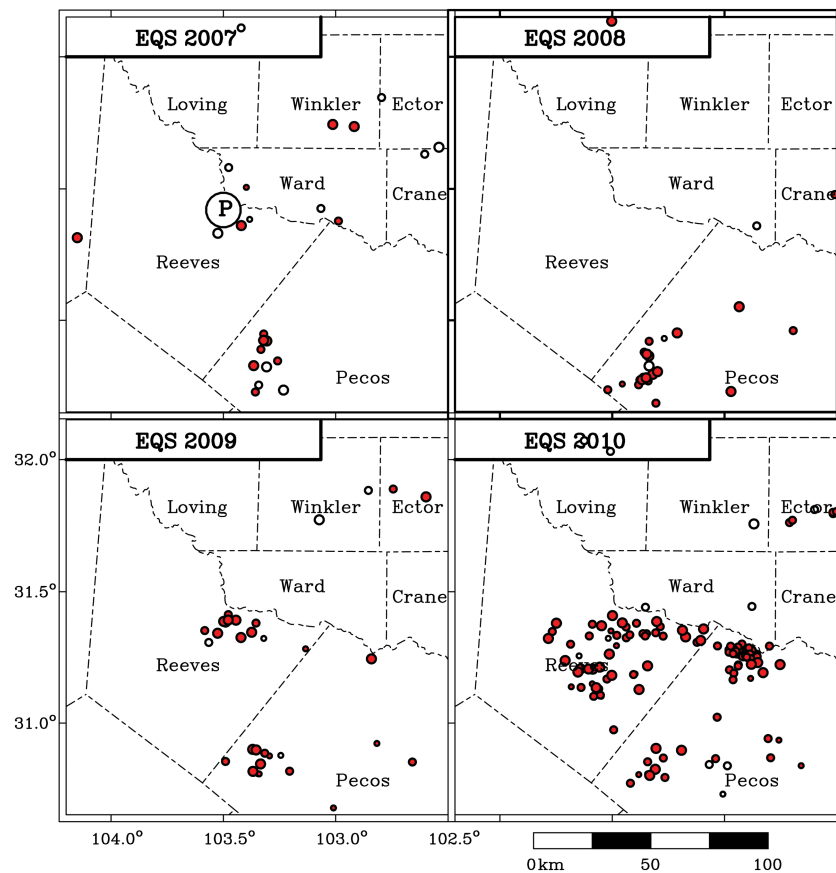 EQS 2007
EQS 2008
Loving
Winkler
Ector
Loving
Winkler
Ector
Ward
Ward
Crane
Crane
P
Reeves
Reeves
Pecos
Pecos
EQS 2009
EQS 2010
32.0°
Loving
Winkler
Ector
Loving
Winkler
Ector
31.5°
Ward
Ward
Crane
Crane
Reeves
Reeves
31.0°
Pecos
Pecos
104.0°
103.5°
103.0°
102.5°
0km
50
100